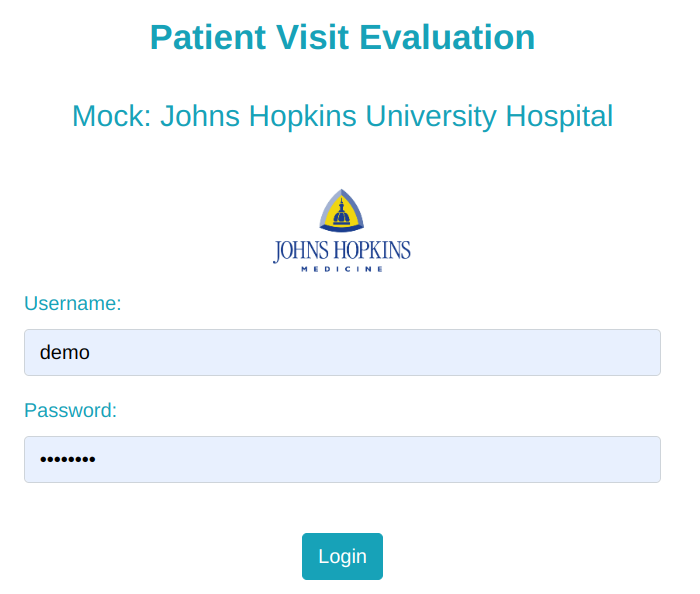 Patient Visit Evaluation
Mock: Johns Hopkins University Hospital
JOHNS HOPKINS
MEDICINE
Username:
demo
Password:
••••••••
Login